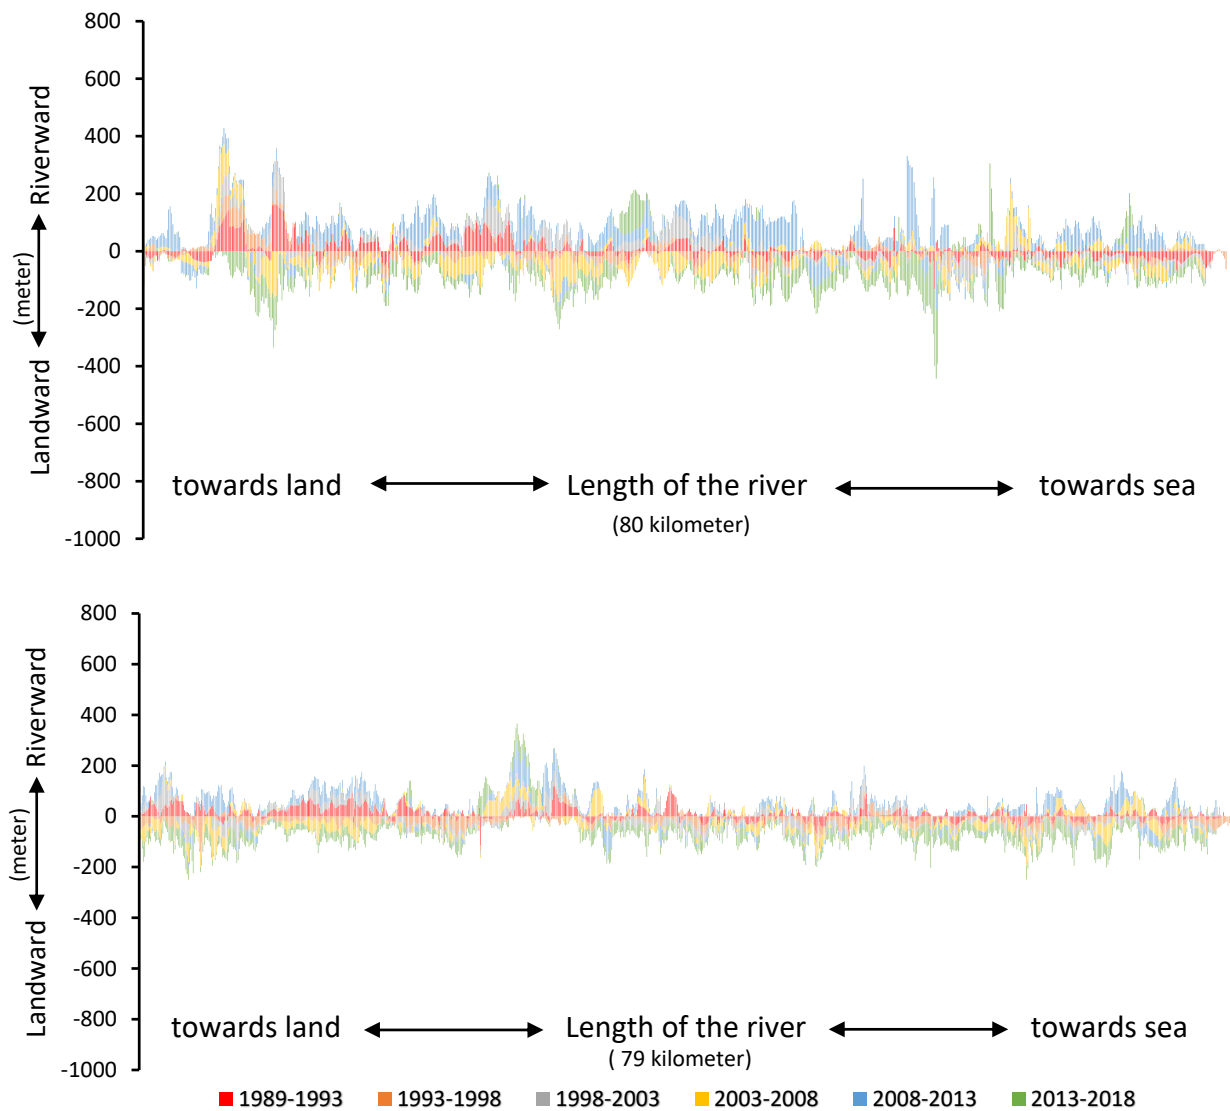 800
600
400
200
0
-200
-400
-600
-800
-1000
Riverward
(meter)
Landward
towards land
Length of the river
towards sea
(80 kilometer)
800
600
400
200
0
-200
-400
-600
-800
-1000
Riverward
(meter)
Landward
towards land
Length of the river
towards sea
( 79 kilometer)
1989-1993 1993-1998 1998-2003 2003-2008 2008-2013 2013-2018